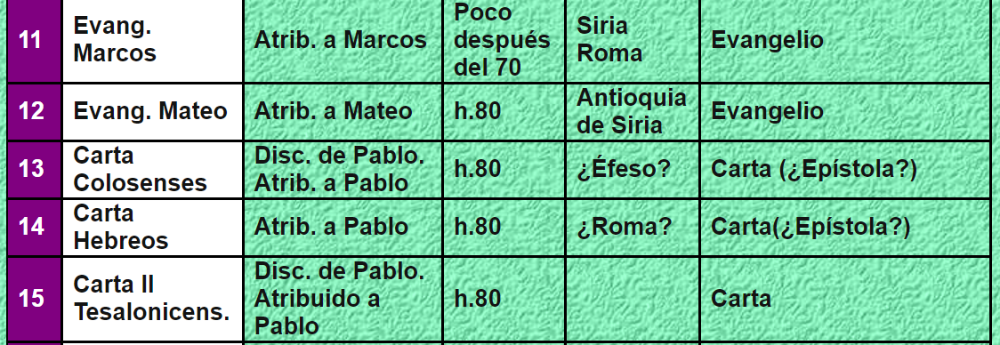 11
Evang.
Marcos
Atrib. a Marcos
Poco
después
del 70
Siria
Roma
Evangelio
12
Evang. Mateo
Atrib. a Mateo
h.80
Antioquia
de Siria
Evangelio
13
Carta
Colosenses
Disc. de Pablo.
Atrib. a Pablo
h.80
¿Éfeso?
Carta (¿Epístola?)
14
Carta
Hebreos
Atrib. a Pablo
h.80
¿Roma?
Carta(¿Epístola?)
15
Carta II
Tesalonicens.
Disc. de Pablo.
Atribuido a
Pablo
h.80
Carta